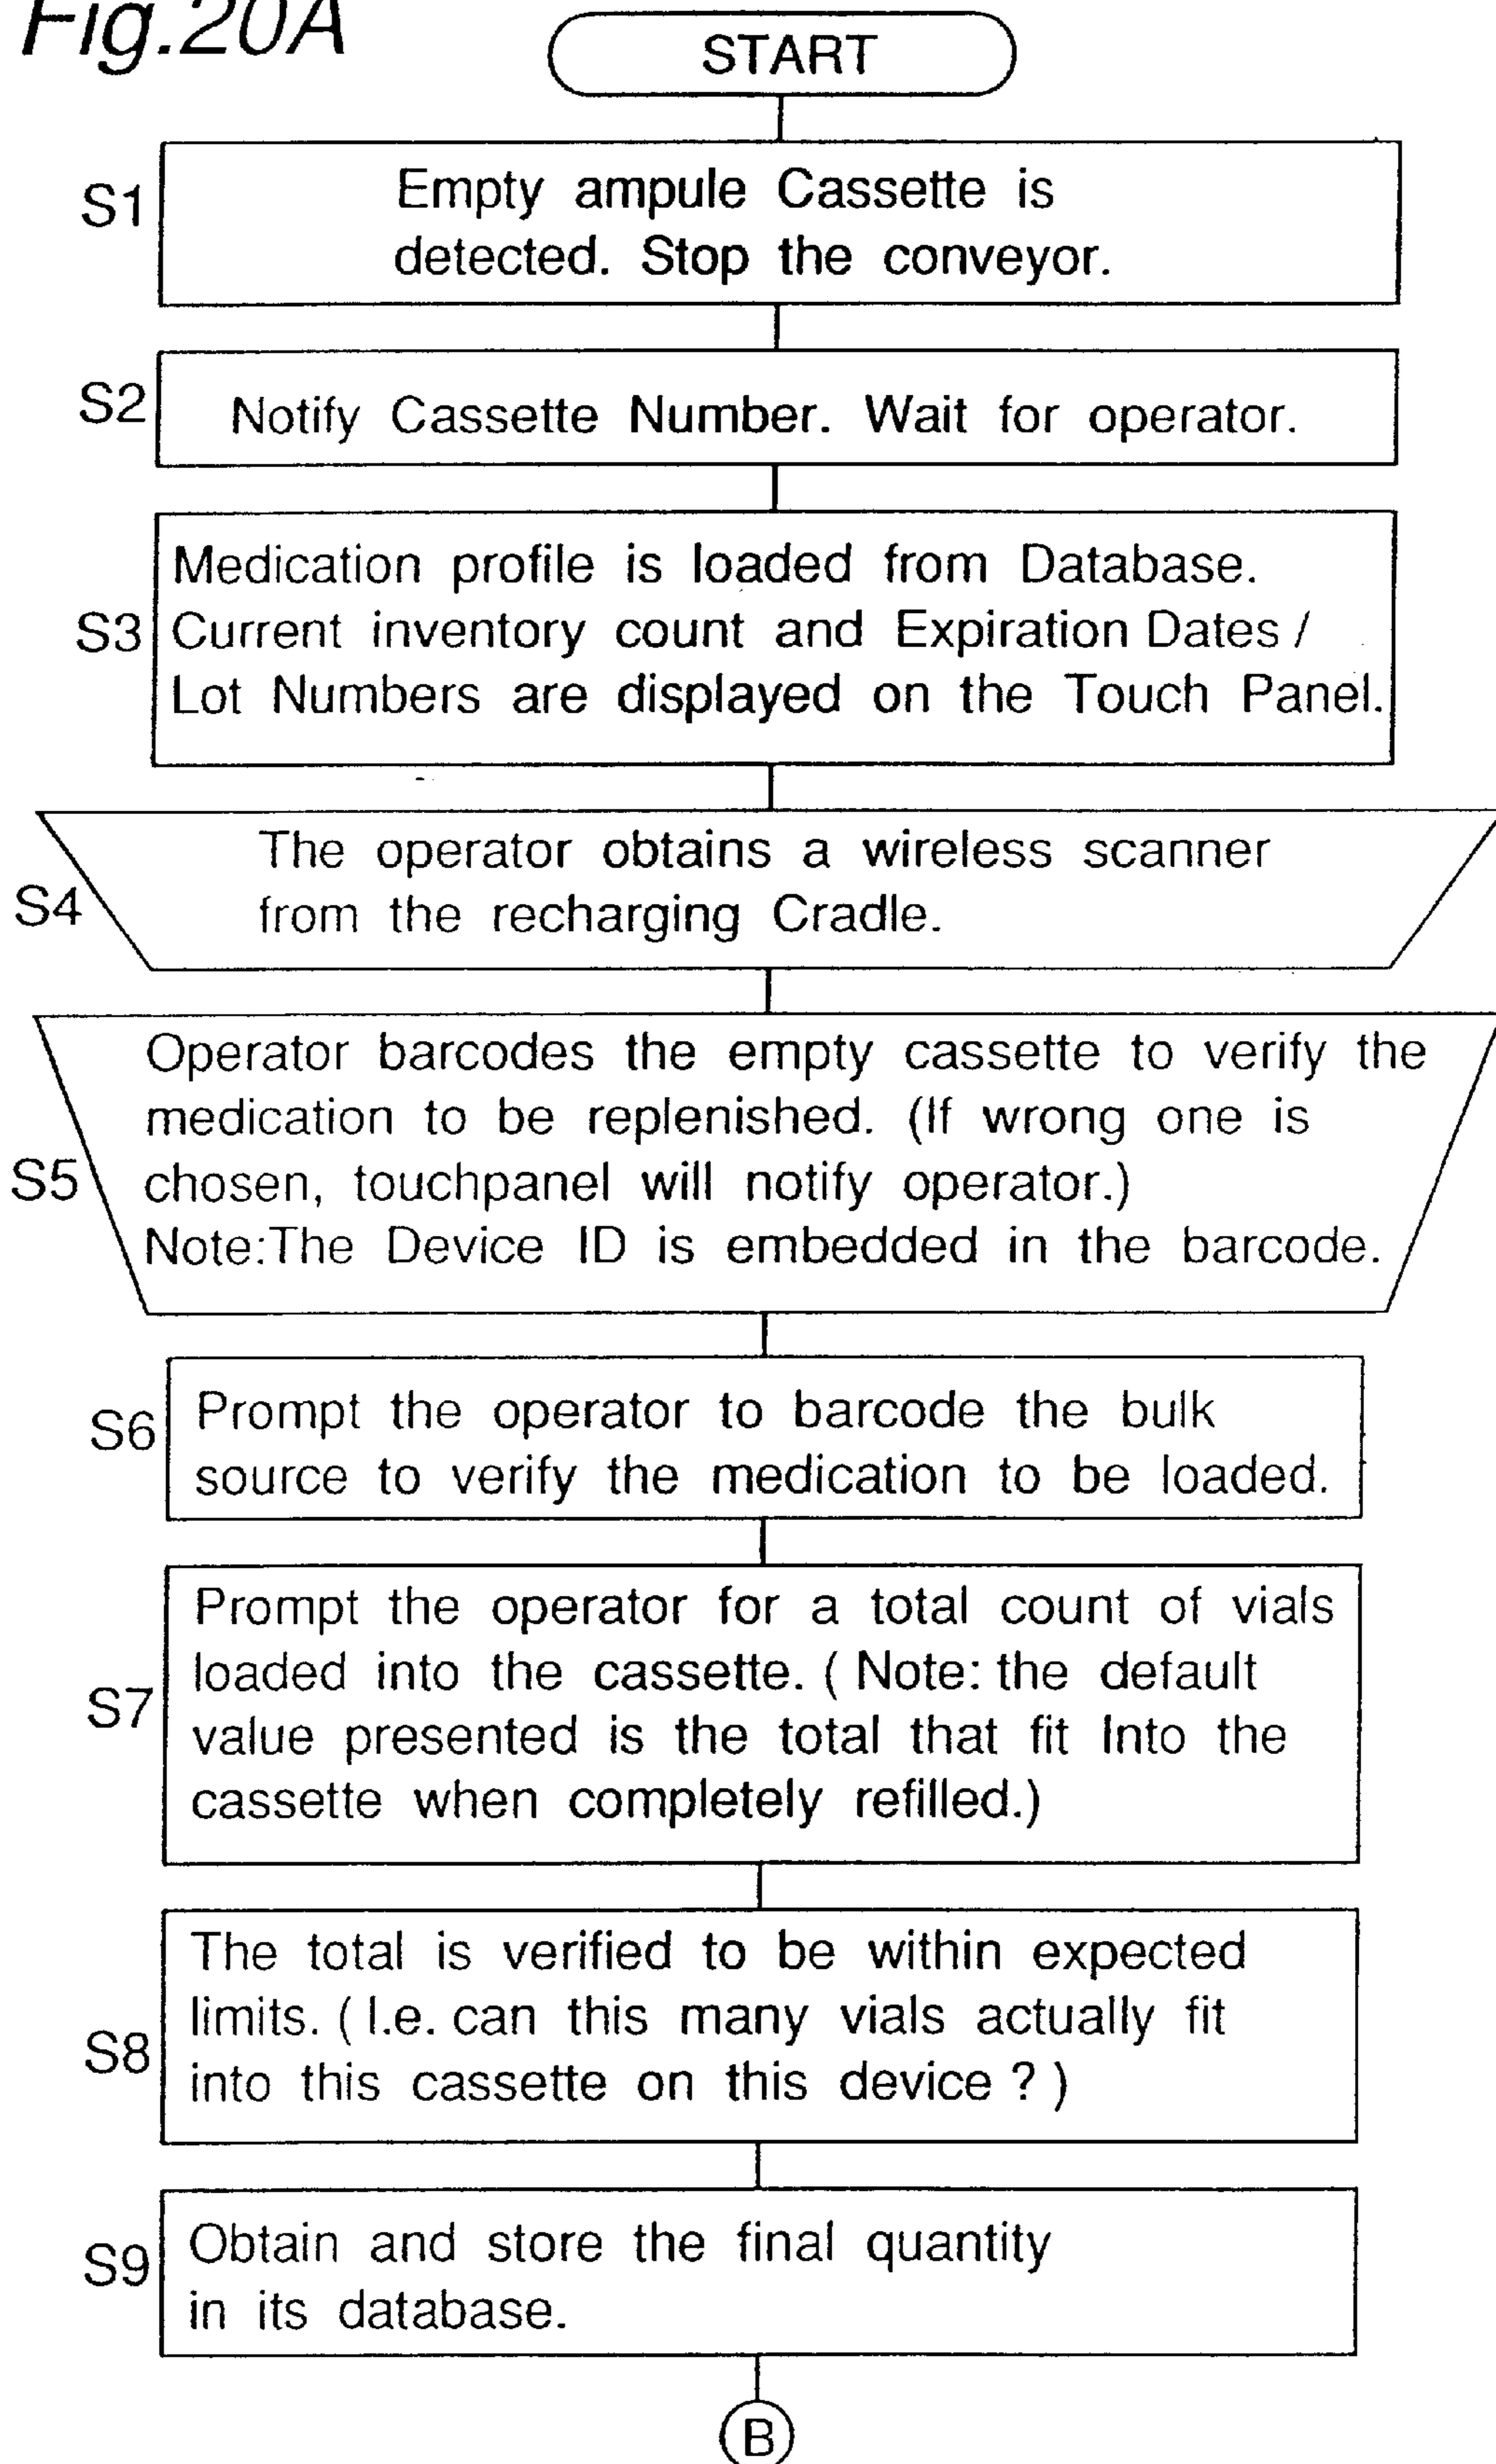 Fig.20A
START
S1
Empty ampule Cassette is
detected. Stop the conveyor.
S2
Notify Cassette Number. Wait for operator.
S3
Medication profile is loaded from Database.
Current inventory count and Expiration Dates /
Lot Numbers are displayed on the Touch Panel.
S4
The operator obtains a wireless scanner
from the recharging Cradle.
S5
Operator barcodes the empty cassette to verify the
medication to be replenished. (If wrong one is
chosen, touchpanel will notify operator.)
Note:The Device ID is embedded in the barcode.
S6
Prompt the operator to barcode the bulk
source to verify the medication to be loaded.
S7
Prompt the operator for a total count of vials
loaded into the cassette. ( Note: the default
value presented is the total that fit Into the
cassette when completely refilled.)
S8
The total is verified to be within expected
limits. ( I.e. can this many vials actually fit
into this cassette on this device ? )
S9
Obtain and store the final quantity
in its database.
B